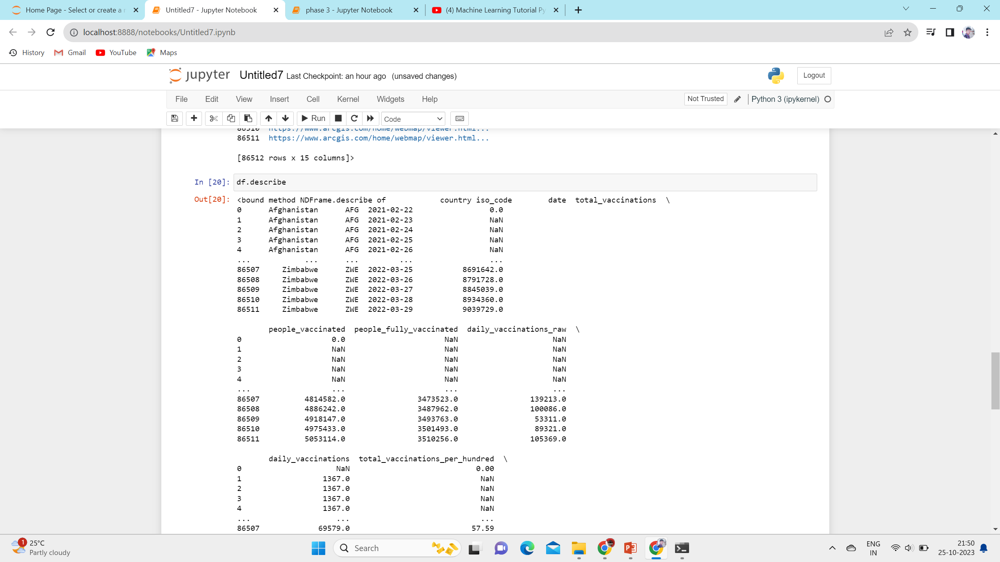 Home Page - Select or create a n
Untitled7 - Jupyter Notebook
phase 3 - Jupyter Notebook
(4) Machine Learning Tutorial Py
localhost:8888/notebooks/Untitled7.ipynb
History Gmail YouTube Maps
jupyter Untitled7 Last Checkpoint: an hour ago (unsaved changes) Logout
File Edit View Insert Cell Kernel Widgets Help Not Trusted Python 3 (ipykernel)
Run Code
86510 https://www.arcgis.com/home/webmap/viewer.html...
86511 https://www.arcgis.com/home/webmap/viewer.html...
[86512 rows x 15 columns]>
In [20]: df.describe
Out[20]: <bound method NDFrame.describe of country iso_code date total_vaccinations \
0 Afghanistan AFG 2021-02-22 0.0
1 Afghanistan AFG 2021-02-23 NaN
2 Afghanistan AFG 2021-02-24 NaN
3 Afghanistan AFG 2021-02-25 NaN
4 Afghanistan AFG 2021-02-26 NaN
... ... ... ... ...
86507 Zimbabwe ZWE 2022-03-25 8691642.0
86508 Zimbabwe ZWE 2022-03-26 8791728.0
86509 Zimbabwe ZWE 2022-03-27 8845039.0
86510 Zimbabwe ZWE 2022-03-28 8934360.0
86511 Zimbabwe ZWE 2022-03-29 9039729.0
people_vaccinated people_fully_vaccinated daily_vaccinations_raw \
0 0.0 NaN NaN
1 NaN NaN NaN
2 NaN NaN NaN
3 NaN NaN NaN
4 NaN NaN NaN
... ... ... ...
86507 4814582.0 3473523.0 139213.0
86508 4886242.0 3487962.0 100086.0
86509 4918147.0 3493763.0 53311.0
86510 4975433.0 3501493.0 89321.0
86511 5053114.0 3510256.0 105369.0
daily_vaccinations total_vaccinations_per_hundred \
0 NaN 0.00
1 1367.0 NaN
2 1367.0 NaN
3 1367.0 NaN
4 1367.0 NaN
... ... ...
86507 69579.0 57.59
1 25°C
Partly cloudy
Search
ENG
IN
21:50
25-10-2023